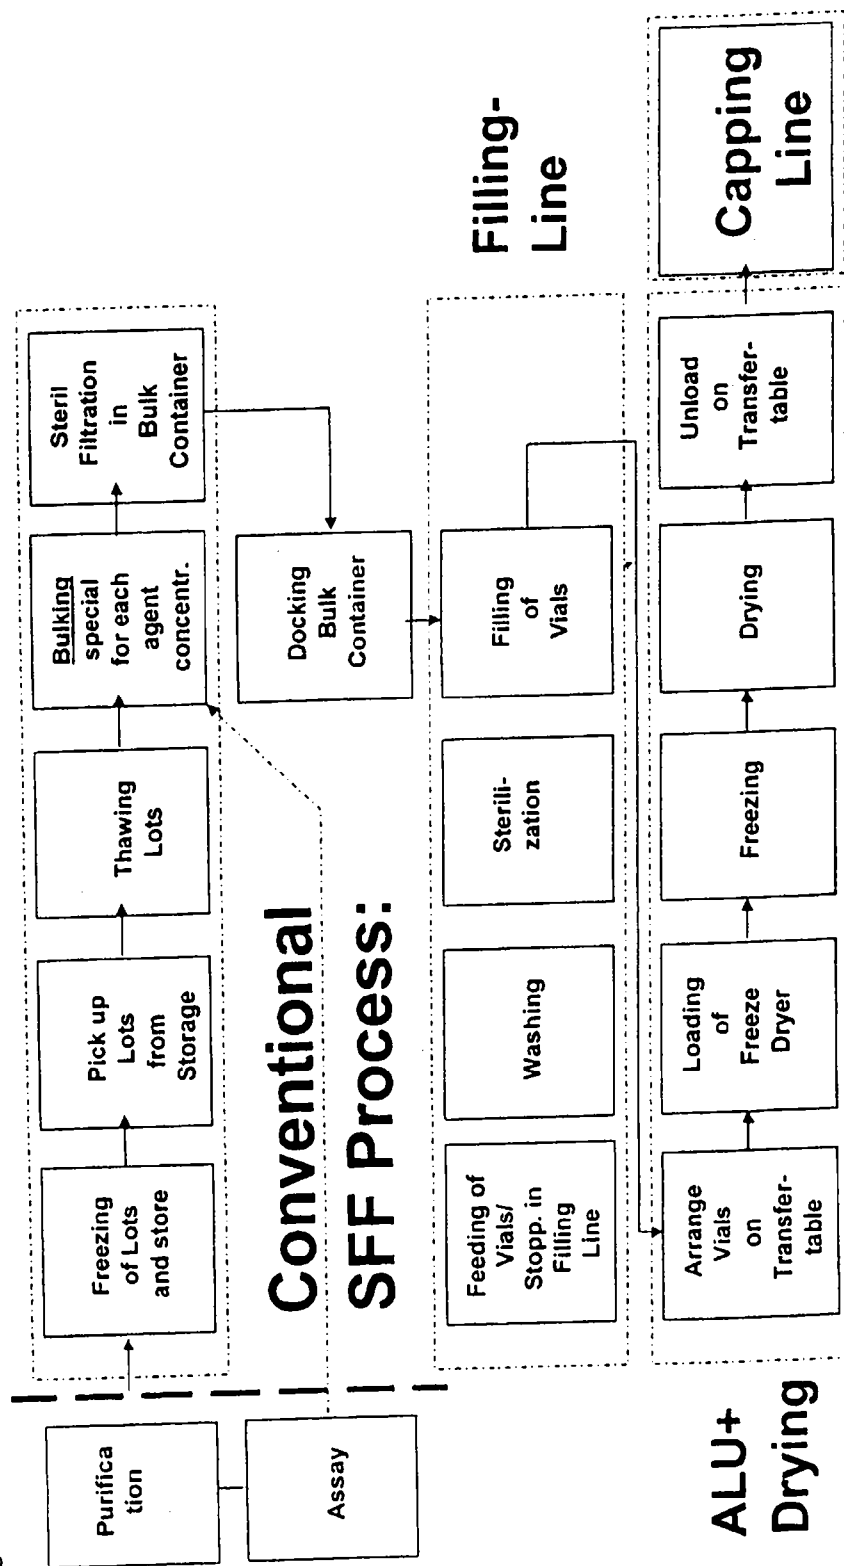 Purifica
tion
Assay
Freezing
of Lots
and store
Pick up
Lots
from
Storage
Thawing
Lots
Bulking
special
for each
agent
concentr.
Steril
Filtration
in
Bulk
Container
Conventional
SFF Process:
Docking
Bulk
Container
Feeding of
Vials/
Stopp. in
Filling
Line
Washing
Sterili-
zation
Filling
of
Vials
Filling-
Line
ALU+
Drying
Arrange
Vials
on
Transfer-
table
Loading
of
Freeze
Dryer
Freezing
Drying
Unload
on
Transfer-
table
Capping
Line